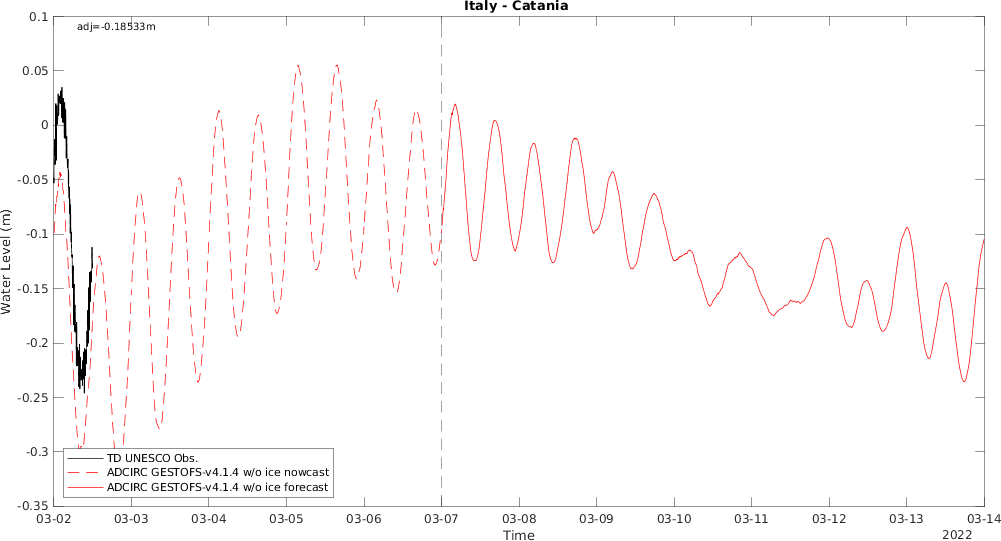 Italy - Catania
adj=-0.18533m
0.1
0.05
0
-0.05
-0.1
-0.15
-0.2
-0.25
-0.3
-0.35
Water Level (m)
TD UNESCO Obs.
ADCIRC GESTOFS-v4.1.4 w/o ice nowcast
ADCIRC GESTOFS-v4.1.4 w/o ice forecast
03-02 03-03 03-04 03-05 03-06 03-07 03-08 03-09 03-10 03-11 03-12 03-13 03-14
Time
2022